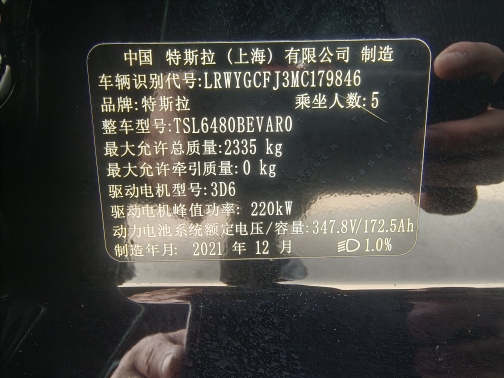 中国 特斯拉（上海）有限公司 制造
车辆识别代号:LRWYGCFJ3MC179846
品牌:特斯拉 乘坐人数:5
整车型号:TSL6480BEVAR0
最大允许总质量:2335 kg
最大允许牵引质量:0 kg
驱动电机型号:3D6
驱动电机峰值功率: 220kW
动力电池系统额定电压/容量:347.8V/172.5Ah
制造年月: 2021 年 12 月 1.0%